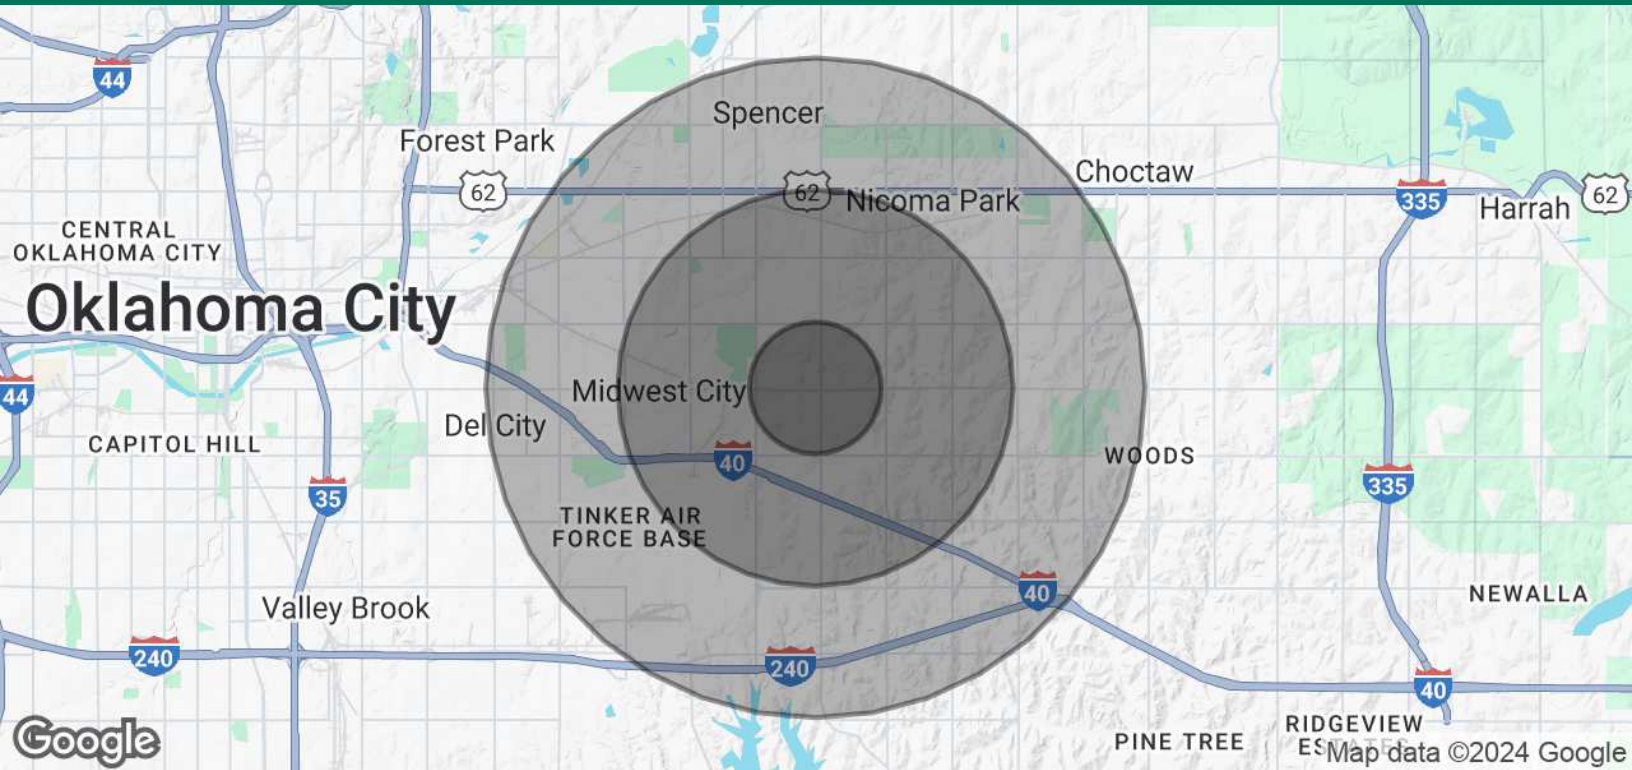 44
Spencer
Forest Park
62
62
Choctaw
Nicoma Park
335
Harrah
62
CENTRAL
OKLAHOMA CITY
Oklahoma City
44
Midwest City
Del City
CAPITOL HILL
40
WOODS
35
335
TINKER AIR
FORCE BASE
40
NEWALLA
Valley Brook
240
240
40
RIDGEVIEW
ESTATES
PINE TREE
Google
Map data ©2024 Google